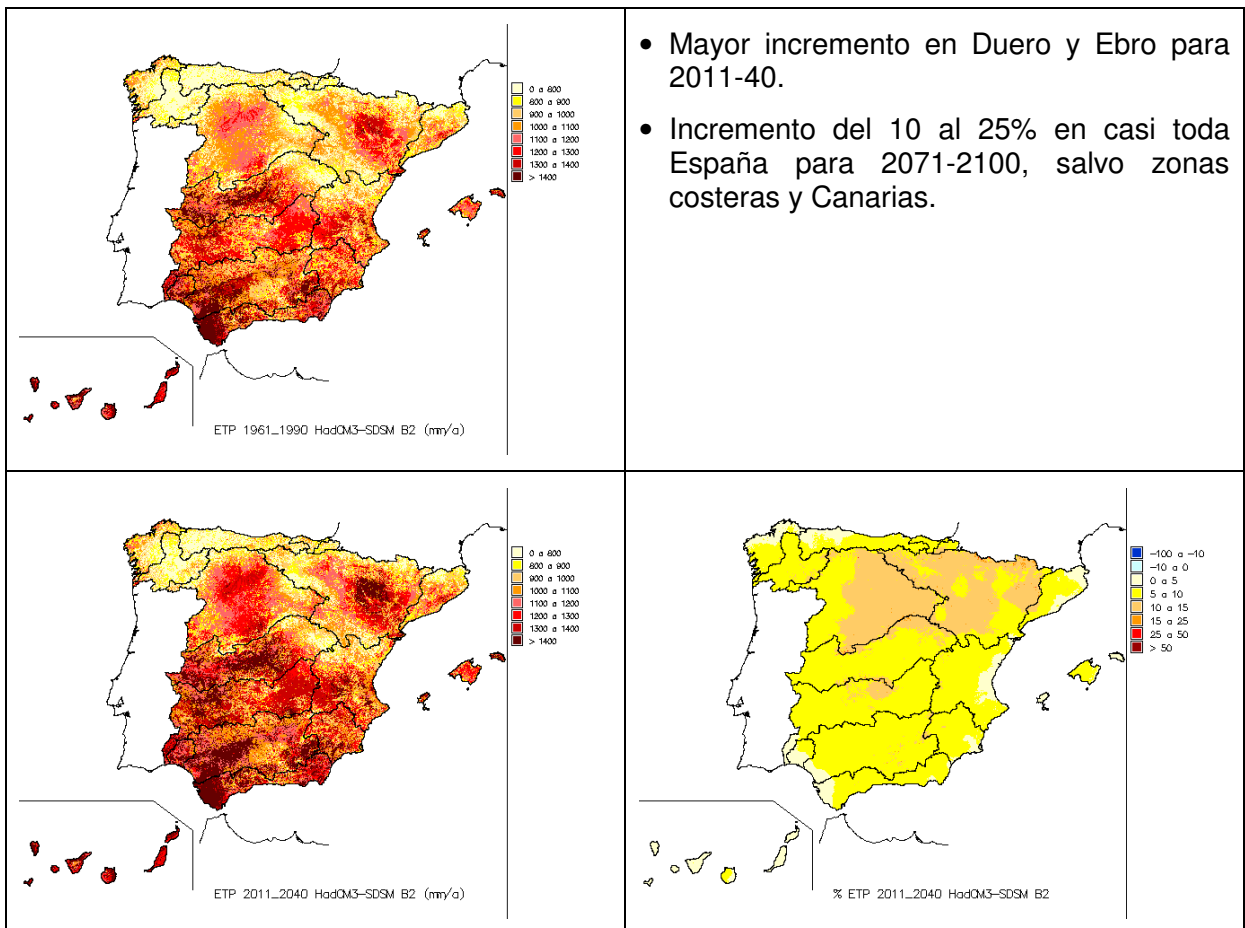 0 a 600
600 a 900
900 a 1000
1000 a 1100
1100 a 1200
1200 a 1300
1300 a 1400
> 1400
ETP 1961_1990 HadCM3-SDSM B2 (mm/a)
• Mayor incremento en Duero y Ebro para
2011-40.
• Incremento del 10 al 25% en casi toda
España para 2071-2100, salvo zonas
costeras y Canarias.
0 a 600
600 a 900
900 a 1000
1000 a 1100
1100 a 1200
1200 a 1300
1300 a 1400
> 1400
ETP 2011_2040 HadCM3-SDSM B2 (mm/a)
-100 a -10
-10 a 0
0 a 5
5 a 10
10 a 15
15 a 25
25 a 50
> 50
% ETP 2011_2040 HadCM3-SDSM B2